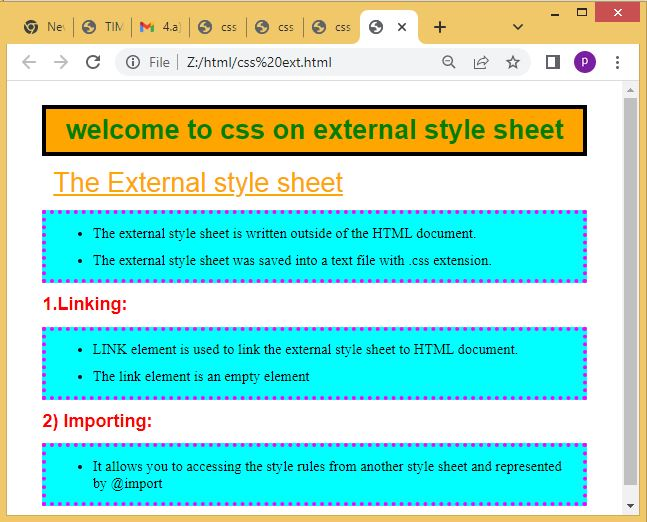 Ne
TIM
4.a)
css
css
css
File
Z:/html/css%20ext.html
P
welcome to css on external style sheet
The External style sheet
• The external style sheet is written outside of the HTML document.
• The external style sheet was saved into a text file with .css extension.
1.Linking:
• LINK element is used to link the external style sheet to HTML document.
• The link element is an empty element
2) Importing:
• It allows you to accessing the style rules from another style sheet and represented
by @import